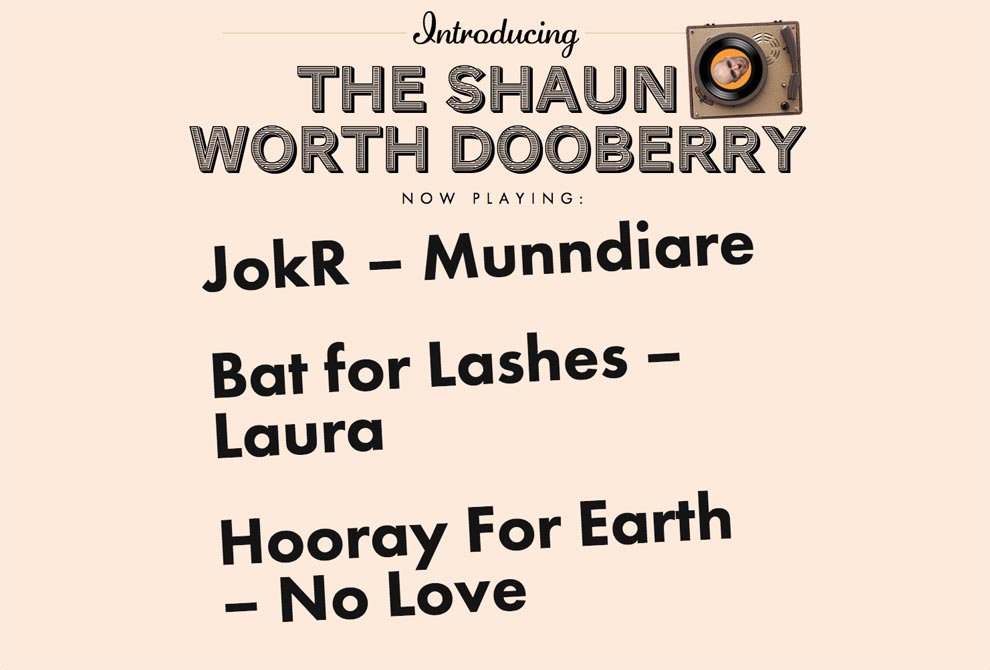 Introducing
THE SHAUN
WORTH DOOBERRY
NOW PLAYING:
JokR – Munndiare
Bat for Lashes –
Laura
Hooray For Earth
– No Love